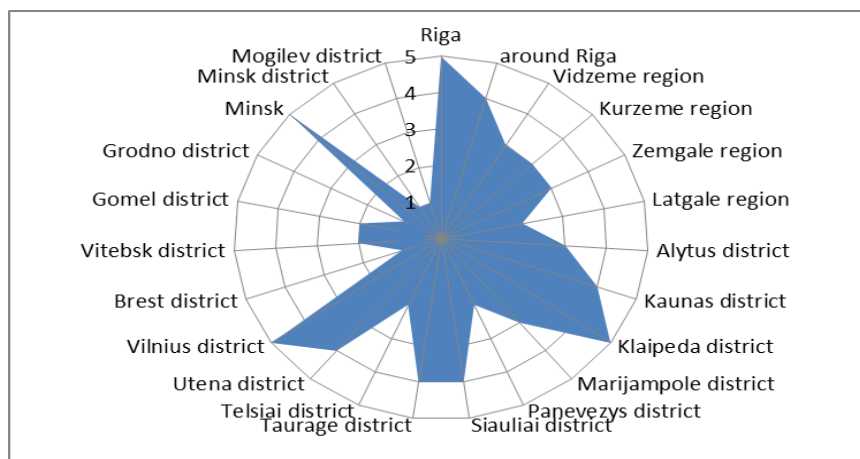 Riga
around Riga
Vidzeme region
Kurzeme region
Zemgale region
Latgale region
Alytus district
Kaunas district
Klaipeda district
Marijampole district
Panevezys district
Siauliai district
Taurage district
Telsiai district
Utena district
Vilnius district
Brest district
Vitebsk district
Gomel district
Grodno district
Minsk
Minsk district
Mogilev district
5
4
3
2
1